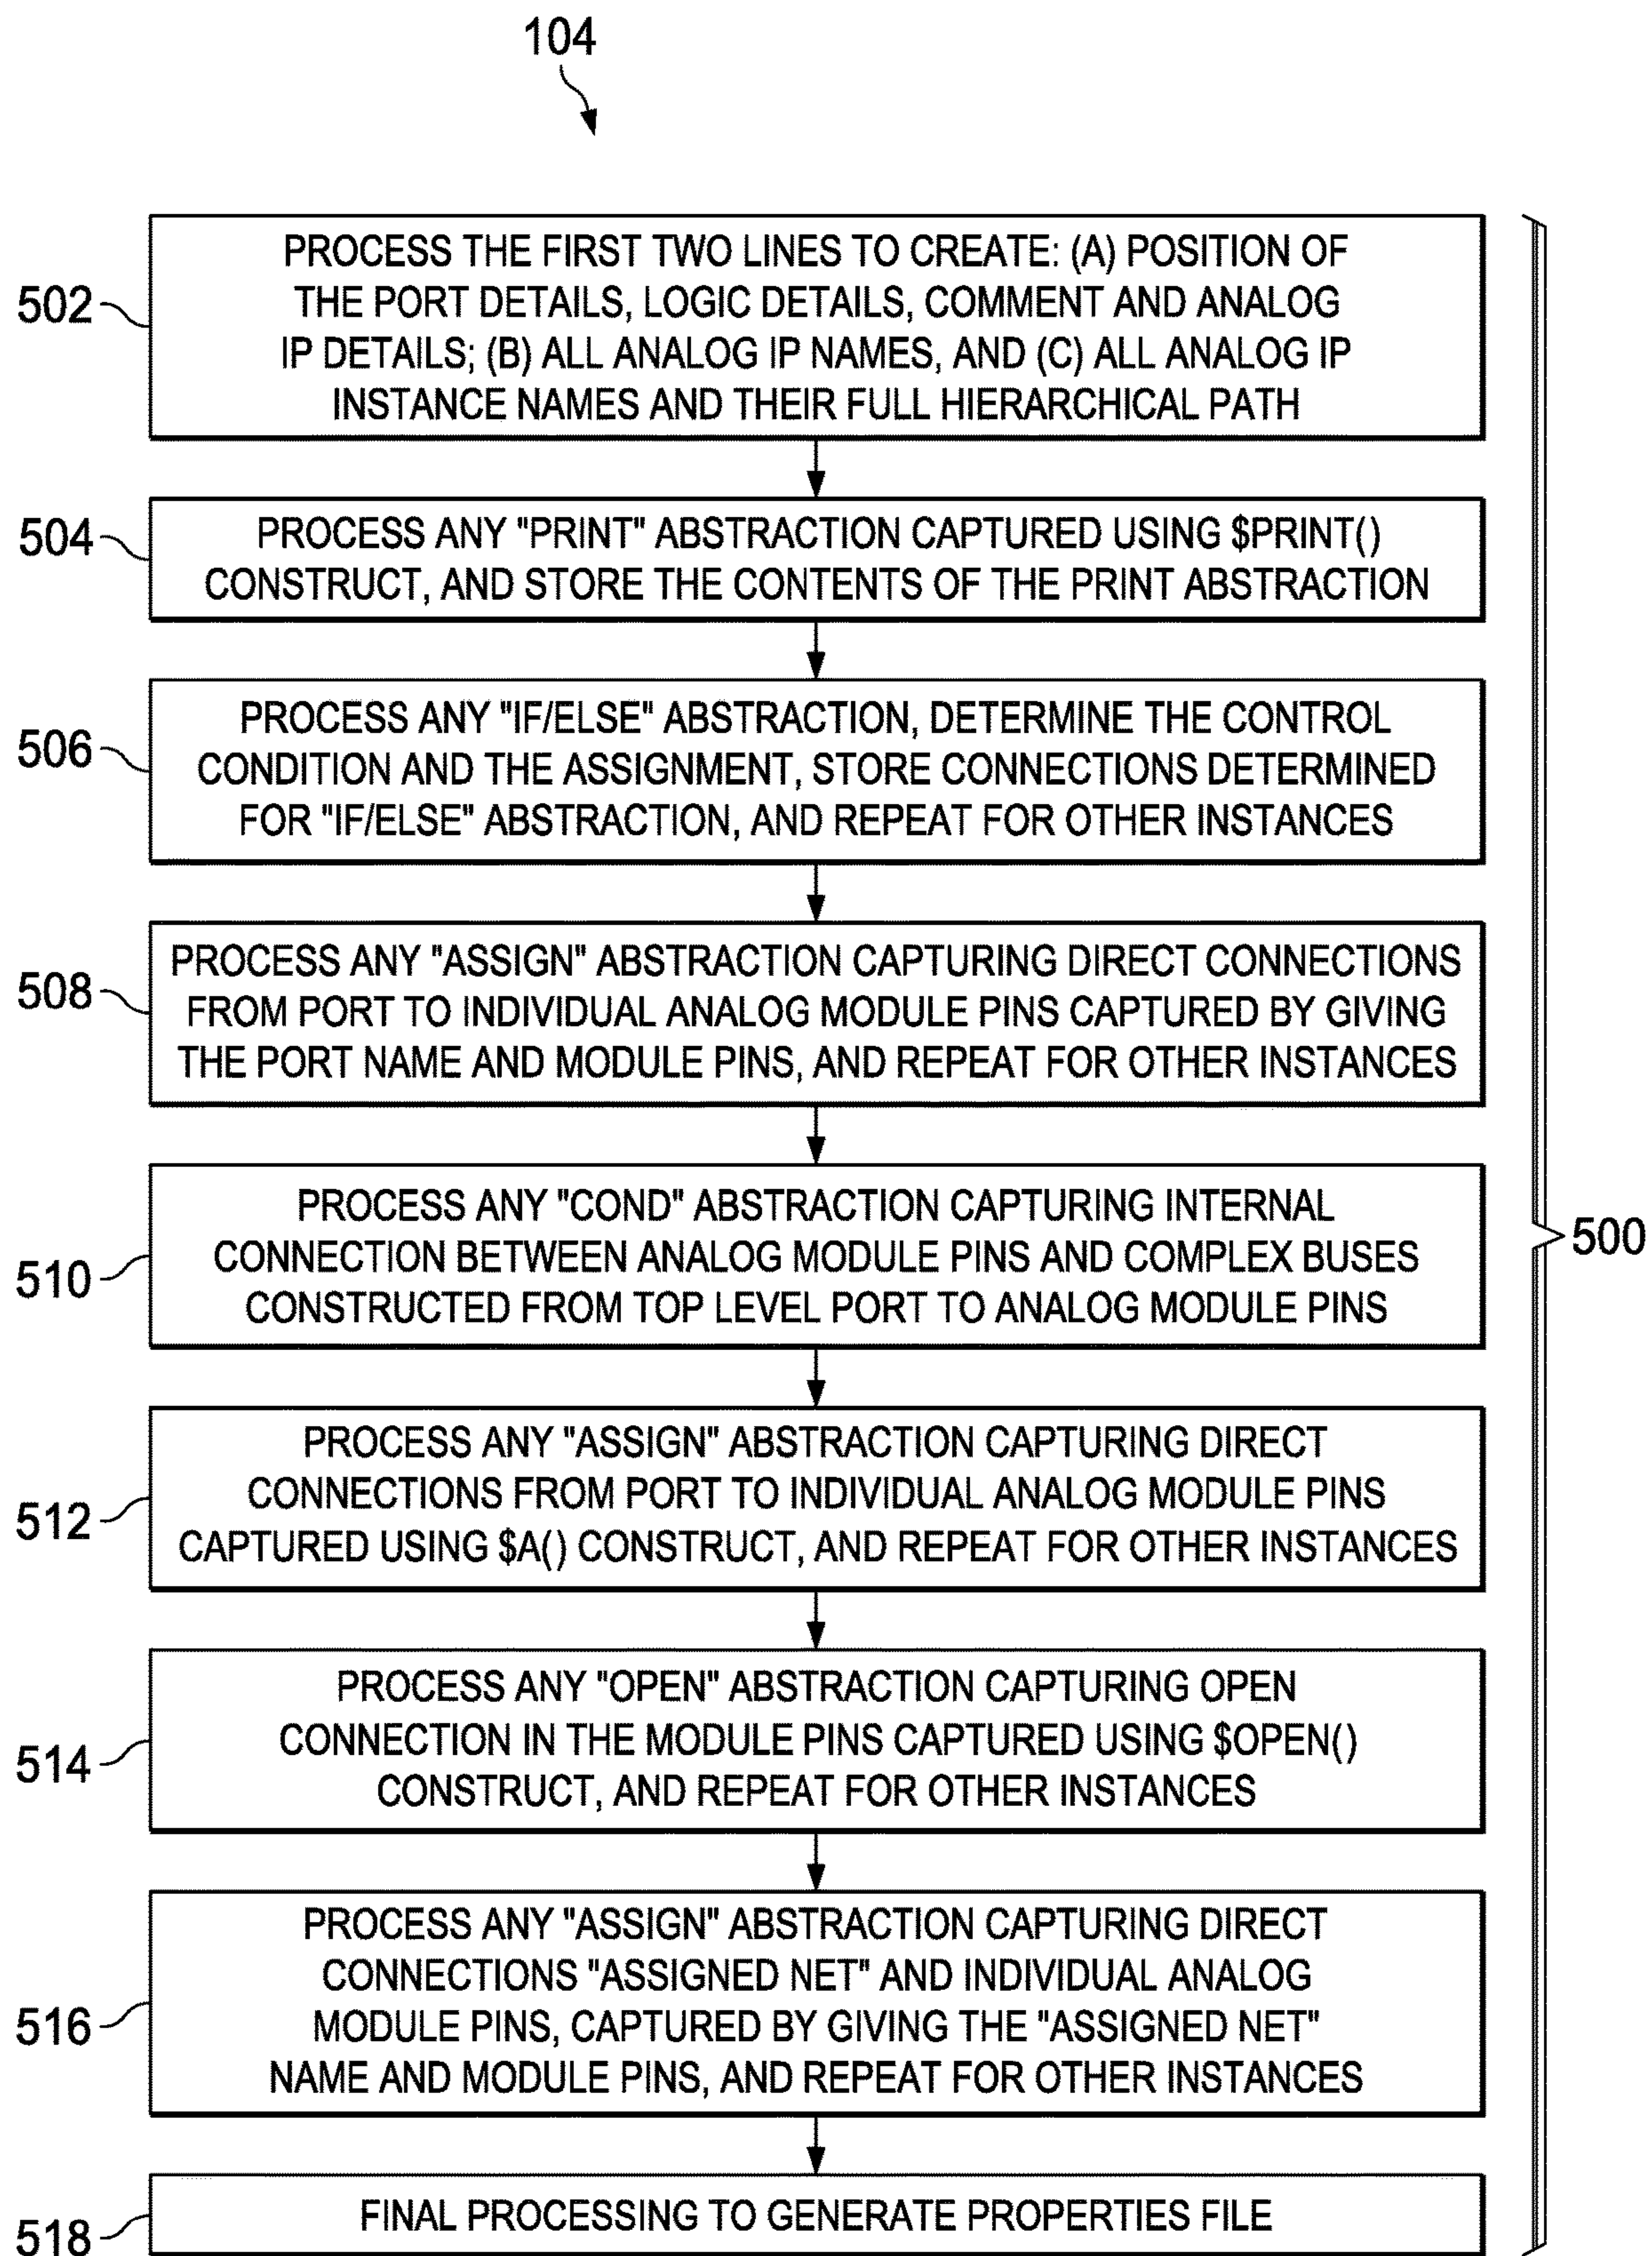 104
PROCESS THE FIRST TWO LINES TO CREATE: (A) POSITION OF
THE PORT DETAILS, LOGIC DETAILS, COMMENT AND ANALOG
IP DETAILS; (B) ALL ANALOG IP NAMES, AND (C) ALL ANALOG IP
INSTANCE NAMES AND THEIR FULL HIERARCHICAL PATH
502
PROCESS ANY "PRINT" ABSTRACTION CAPTURED USING $PRINT()
CONSTRUCT, AND STORE THE CONTENTS OF THE PRINT ABSTRACTION
504
PROCESS ANY "IF/ELSE" ABSTRACTION, DETERMINE THE CONTROL
CONDITION AND THE ASSIGNMENT, STORE CONNECTIONS DETERMINED
FOR "IF/ELSE" ABSTRACTION, AND REPEAT FOR OTHER INSTANCES
506
PROCESS ANY "ASSIGN" ABSTRACTION CAPTURING DIRECT CONNECTIONS
FROM PORT TO INDIVIDUAL ANALOG MODULE PINS CAPTURED BY GIVING
THE PORT NAME AND MODULE PINS, AND REPEAT FOR OTHER INSTANCES
508
PROCESS ANY "COND" ABSTRACTION CAPTURING INTERNAL
CONNECTION BETWEEN ANALOG MODULE PINS AND COMPLEX BUSES
CONSTRUCTED FROM TOP LEVEL PORT TO ANALOG MODULE PINS
510
500
PROCESS ANY "ASSIGN" ABSTRACTION CAPTURING DIRECT
CONNECTIONS FROM PORT TO INDIVIDUAL ANALOG MODULE PINS
CAPTURED USING $A() CONSTRUCT, AND REPEAT FOR OTHER INSTANCES
512
PROCESS ANY "OPEN" ABSTRACTION CAPTURING OPEN
CONNECTION IN THE MODULE PINS CAPTURED USING $OPEN()
CONSTRUCT, AND REPEAT FOR OTHER INSTANCES
514
PROCESS ANY "ASSIGN" ABSTRACTION CAPTURING DIRECT
CONNECTIONS "ASSIGNED NET" AND INDIVIDUAL ANALOG
MODULE PINS, CAPTURED BY GIVING THE "ASSIGNED NET"
NAME AND MODULE PINS, AND REPEAT FOR OTHER INSTANCES
516
FINAL PROCESSING TO GENERATE PROPERTIES FILE
518